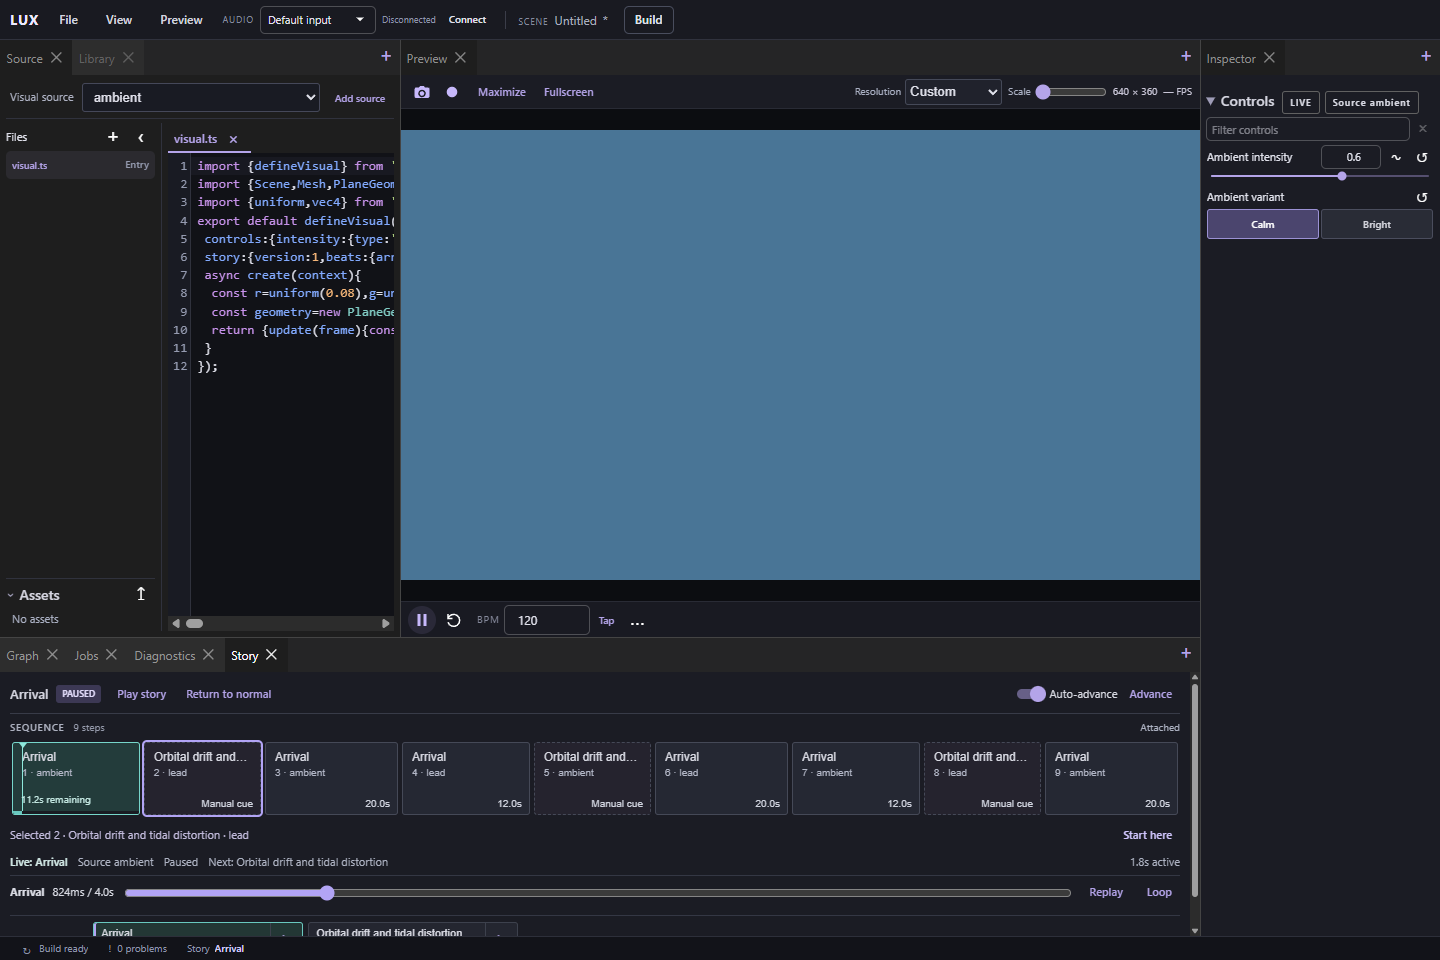 LUX File View Preview AUDIO Default input Disconnected Connect SCENE Untitled * Build
Source Library
Visual source ambient Add source
Files
visual.ts Entry
visual.ts
1 import {defineVisual} from '
2 import {Scene,Mesh,PlaneGeom
3 import {uniform,vec4} from '
4 export default defineVisual(
5 controls:{intensity:{type:'
6 story:{version:1,beats:{arr
7 async create(context){
8 const r=uniform(0.08),g=un
9 const geometry=new PlaneGe
10 return {update(frame){cons
11 }
12 });
Assets
No assets
Preview
Maximize Fullscreen Resolution Custom Scale 640 × 360 — FPS
BPM 120 Tap ...
Inspector
Controls LIVE Source ambient
Filter controls
Ambient intensity 0.6
Ambient variant
Calm Bright
Graph Jobs Diagnostics Story
Arrival PAUSED Play story Return to normal Auto-advance Advance
SEQUENCE 9 steps Attached
Arrival
1 · ambient
11.2s remaining
Orbital drift and...
2 · lead
Manual cue
Arrival
3 · ambient
20.0s
Arrival
4 · lead
12.0s
Orbital drift and...
5 · ambient
Manual cue
Arrival
6 · lead
20.0s
Arrival
7 · ambient
12.0s
Orbital drift and...
8 · lead
Manual cue
Arrival
9 · ambient
20.0s
Selected 2 · Orbital drift and tidal distortion · lead Start here
Live: Arrival Source ambient Paused Next: Orbital drift and tidal distortion 1.8s active
Arrival 824ms / 4.0s Replay Loop
Arrival Orbital drift and tidal distortion
Build ready ! 0 problems Story Arrival